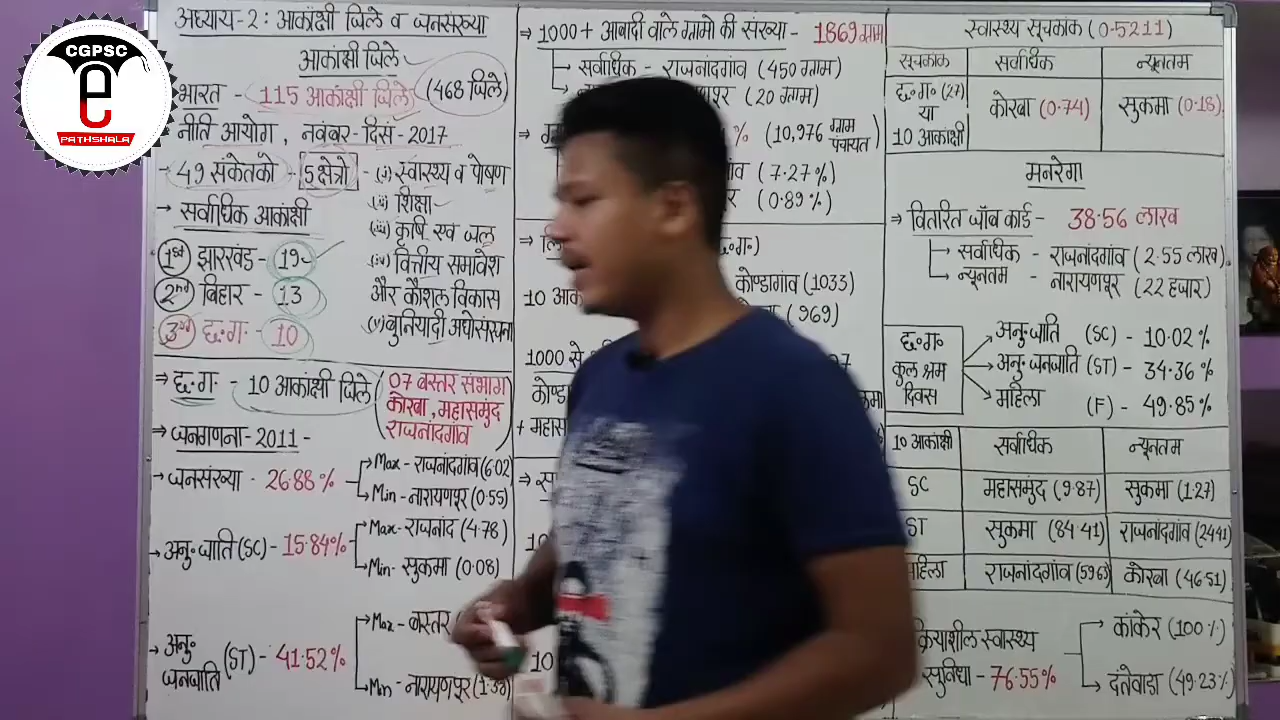 CGPSC
e
PATHSHALA
अध्याय-2: आकांक्षी जिले व जनसंख्या
आकांक्षी जिले
भारत - 115 आकांक्षी जिले (468 जिले)
नीति आयोग, नवंबर-दिसं-2017
49 संकेतको - 5 क्षेत्रो - (i) स्वास्थ्य व पोषण
(ii) शिक्षा
(iii) कृषि एवं जल
(iv) वित्तीय समावेश
और कौशल विकास
(v) बुनियादी अधोसंरचना
→ सर्वाधिक आकांक्षी
1st झारखंड - 19
2nd बिहार - 13
3rd छ.ग. - 10
⇒ छ.ग. - 10 आकांक्षी जिले (07 बस्तर संभाग
कोरबा, महासमुंद
राजनांदगांव)
⇒ जनगणना-2011 -
→ जनसंख्या - 26.88%
Max - राजनांदगांव (6.02
Min - नारायणपुर (0.55)
→ अनु॰ जाति (SC) - 15.84%
Max - राजनांद (4.78)
Min - सुकमा (0.08)
→ अनु॰ जनजाति (ST) - 41.52%
Max - बस्तर
Min - नारायणपुर (1.38)
⇒ 1000+ आबादी वाले ग्रामो की संख्या - 1869 ग्राम
सर्वाधिक - राजनांदगांव (450 ग्राम)
(20 ग्राम)
% (10,976 ग्राम पंचायत)
(7.27%)
(0.89%)
छ.ग.)
10
कोण्डागांव (1033)
(969)
1000 से
+
10
10
स्वास्थ्य सूचकांक (0.5211)
सूचकांक सर्वाधिक न्यूनतम
छ.ग. (27) या 10 आकांक्षी कोरबा (0.74) सुकमा (0.18)
मनरेगा
⇒ वितरित जॉब कार्ड - 38.56 लाख
सर्वाधिक - राजनांदगांव (2.55 लाख)
न्यूनतम - नारायणपुर (22 हजार)
छ.ग. कुल श्रम दिवस
अनु॰ जाति (SC) - 10.02%
अनु॰ जनजाति (ST) - 34.36%
महिला (F) - 49.85%
10 आकांक्षी सर्वाधिक न्यूनतम
SC महासमुंद (9.87) सुकमा (1.27)
ST सुकमा (84.41) राजनांदगांव (24.41)
महिला राजनांदगांव (59.6 कोरबा (46.51)
क्रियाशील स्वास्थ्य
सुविधा - 76.55%
कांकेर (100%)
दंतेवाडा (49.23%)